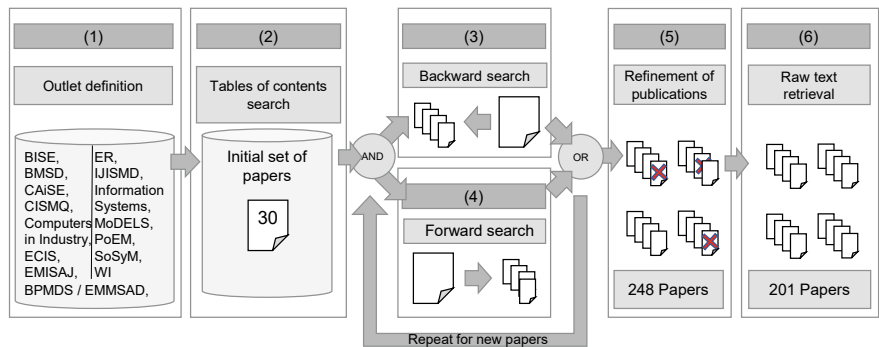 (1)
Outlet definition
BISE,
BMSD,
CAiSE,
CISMQ,
Computers
in Industry,
ECIS,
EMISAJ,
ER,
IJISMD,
Information
Systems,
MoDELS,
PoEM,
SoSyM,
WI
BPMDS / EMMSAD,
(2)
Tables of contents
search
Initial set of
papers
30
AND
(3)
Backward search
(4)
Forward search
OR
Repeat for new papers
(5)
Refinement of
publications
248 Papers
(6)
Raw text
retrieval
201 Papers